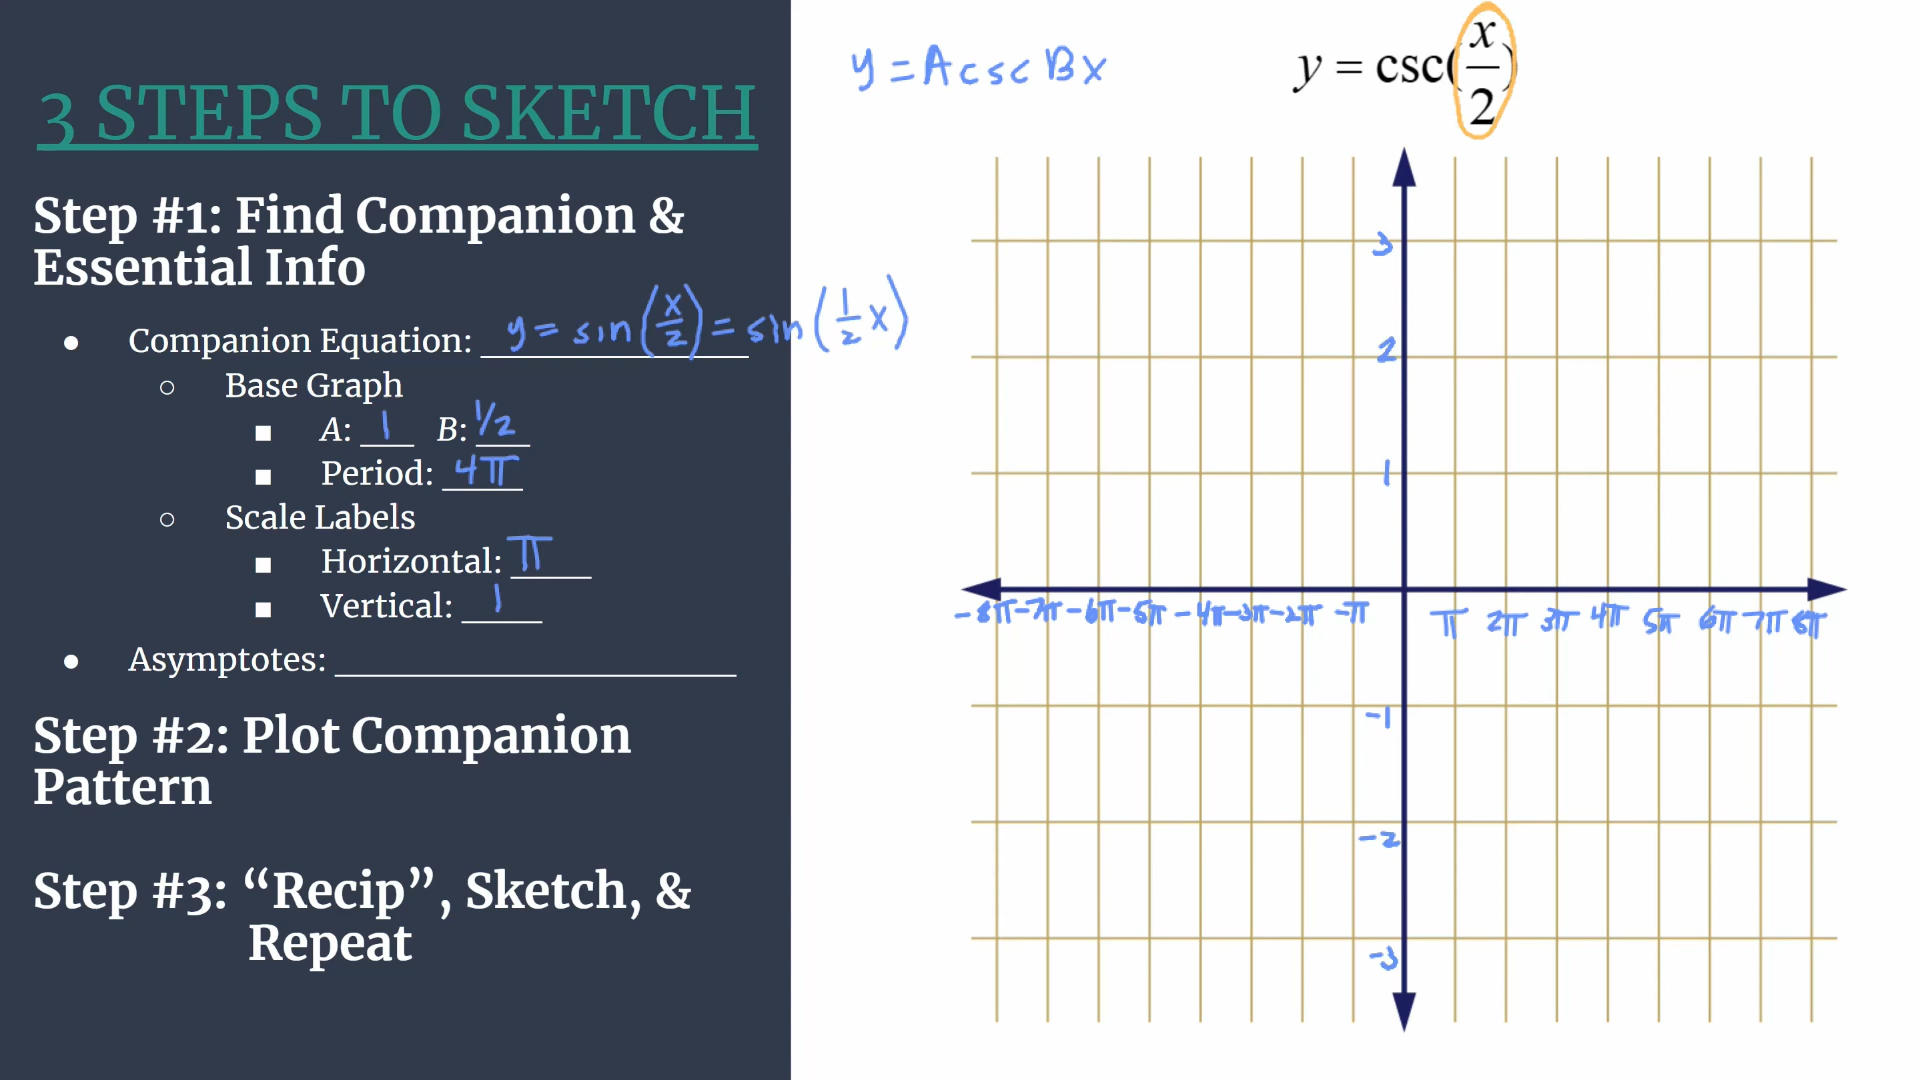 3 STEPS TO SKETCH
Step #1: Find Companion &
Essential Info
● Companion Equation: y = sin(x/2) = sin(1/2 x)
○ Base Graph
■ A: 1 B: 1/2
■ Period: 4π
○ Scale Labels
■ Horizontal: π
■ Vertical: 1
● Asymptotes: ____________________
Step #2: Plot Companion
Pattern
Step #3: “Recip”, Sketch, &
Repeat
y = A csc Bx
y = csc(x/2)
3
2
1
-8π -7π -6π -5π -4π -3π -2π -π π 2π 3π 4π 5π 6π 7π 8π
-1
-2
-3